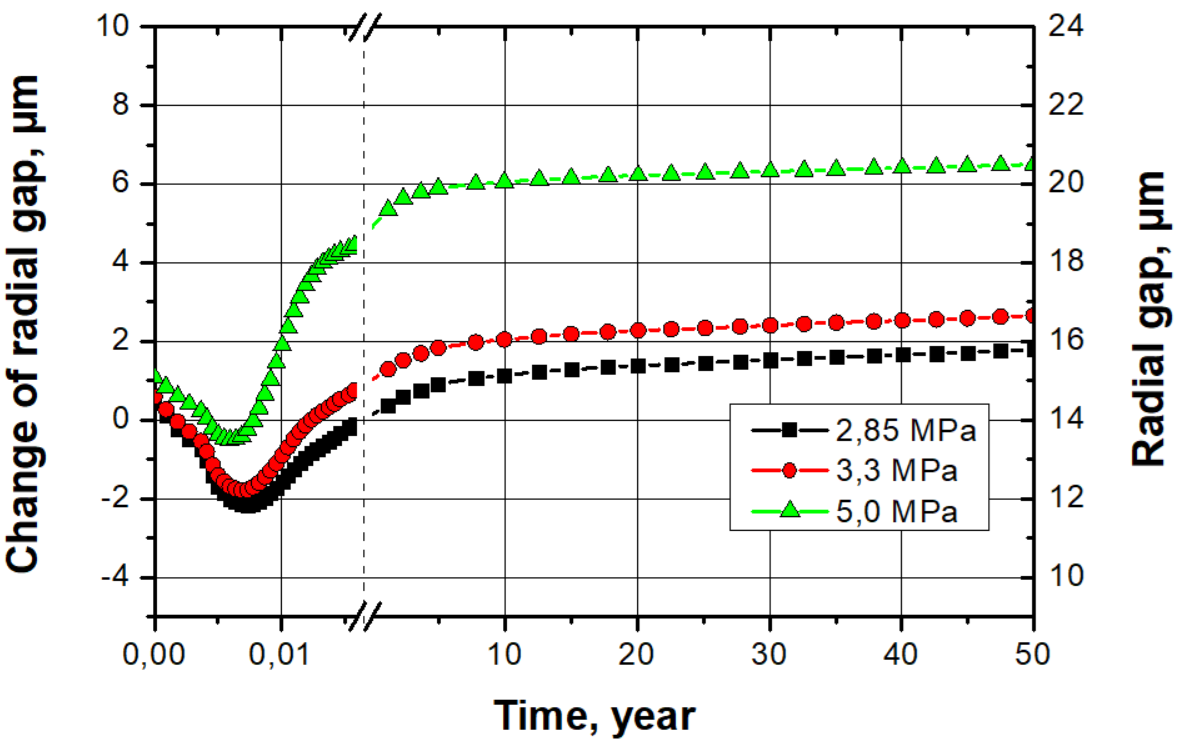 Change of radial gap, µm
10
8
6
4
2
0
-2
-4
24
22
20
18
16
14
12
10
Radial gap, µm
2,85 MPa
3,3 MPa
5,0 MPa
0,00 0,01 10 20 30 40 50
Time, year